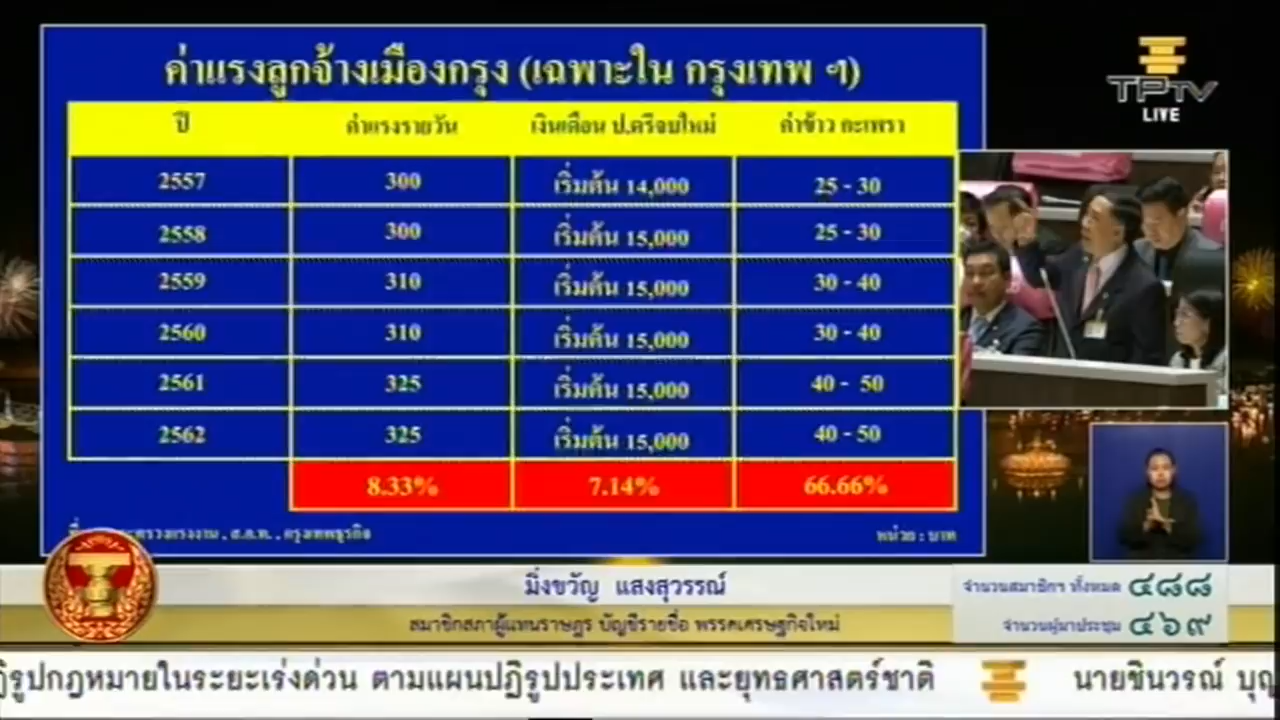 ค่าแรงลูกจ้างเมืองกรุง (เฉพาะใน กรุงเทพ ฯ)
TPTV
LIVE
ปี ค่าแรงรายวัน เงินเดือน ป.ตรีจบใหม่ ค่าข้าว กะเพรา
2557 300 เริ่มต้น 14,000 25 - 30
2558 300 เริ่มต้น 15,000 25 - 30
2559 310 เริ่มต้น 15,000 30 - 40
2560 310 เริ่มต้น 15,000 30 - 40
2561 325 เริ่มต้น 15,000 40 - 50
2562 325 เริ่มต้น 15,000 40 - 50
8.33% 7.14% 66.66%
ส.อ.ท. , กรุงเทพธุรกิจ หน่วย : บาท
มิ่งขวัญ แสงสุวรรณ์
สมาชิกสภาผู้แทนราษฎร บัญชีรายชื่อ พรรคเศรษฐกิจใหม่
จำนวนสมาชิกฯ ทั้งหมด ๔๘๘
จำนวนผู้มาประชุม ๔๖๙
ฏิรูปกฎหมายในระยะเร่งด่วน ตามแผนปฏิรูปประเทศ และยุทธศาสตร์ชาติ นายชินวรณ์ บุณ